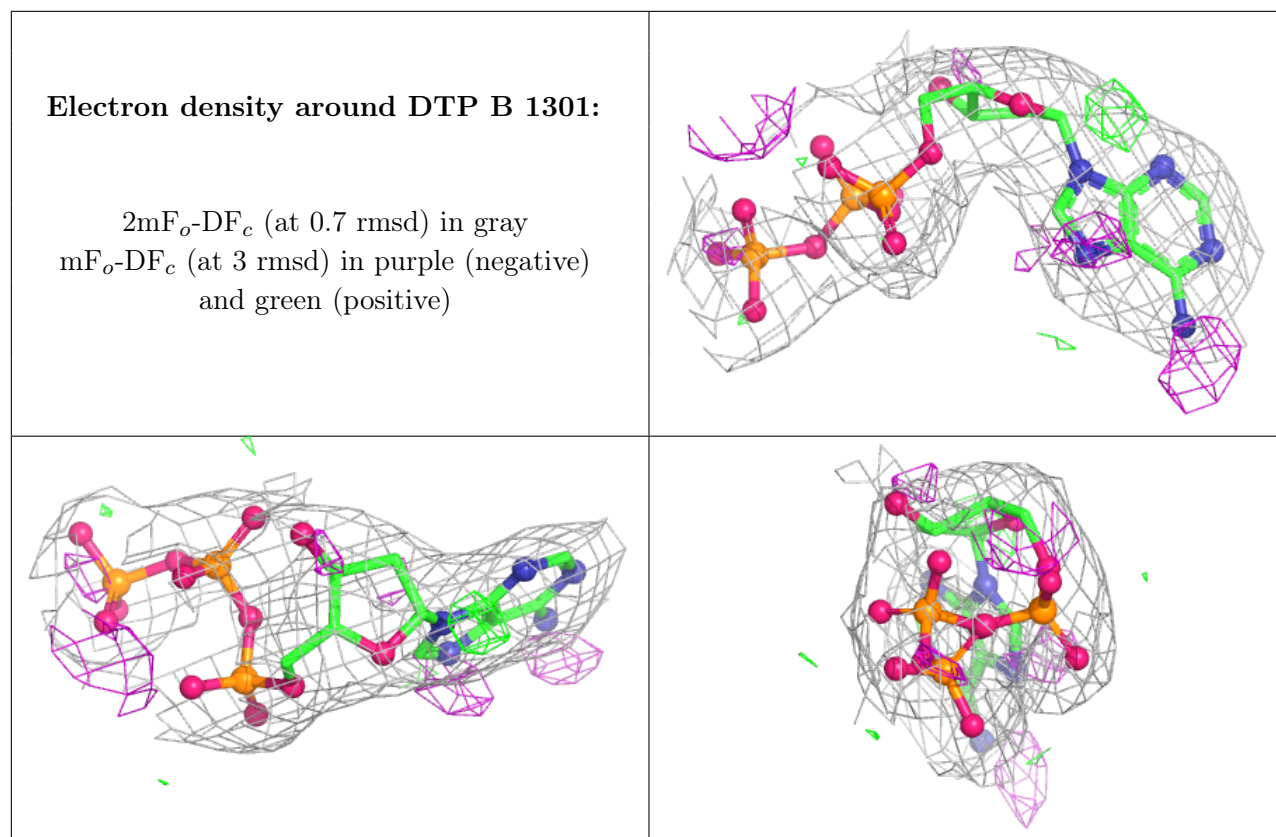 Electron density around DTP B 1301:
2mFₒ-DF𝒸 (at 0.7 rmsd) in gray
mFₒ-DF𝒸 (at 3 rmsd) in purple (negative)
and green (positive)